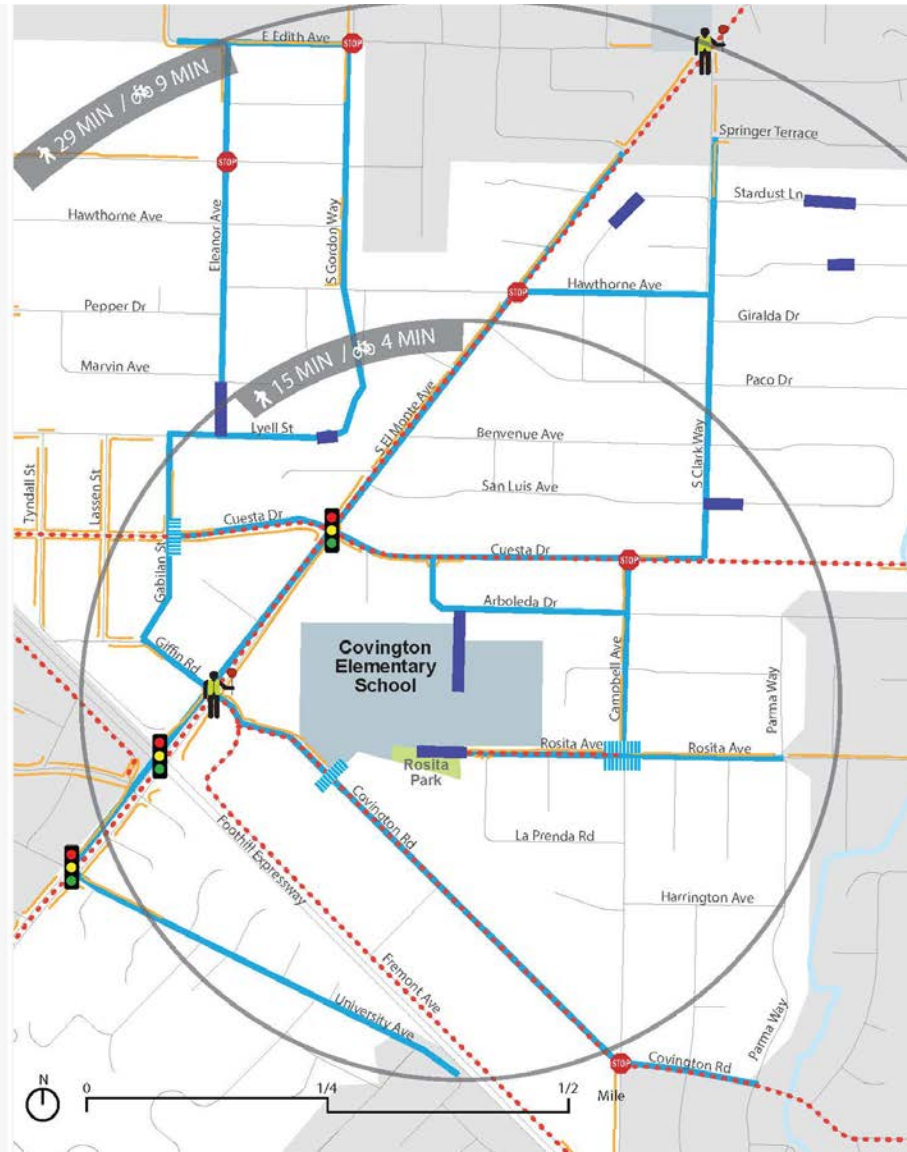 E Edith Ave
STOP
29 MIN / 9 MIN
Springer Terrace
STOP
Stardust Ln
Hawthorne Ave
Eleanor Ave
S Gordon Way
STOP
Hawthorne Ave
Pepper Dr
Giralda Dr
15 MIN / 4 MIN
Marvin Ave
Paco Dr
S El Monte Ave
Lyell St
Benvenue Ave
S Clark Way
Tyndall St
Lassen St
San Luis Ave
Cuesta Dr
Cuesta Dr
STOP
Gabilan St
Arboleda Dr
Giffin Rd
Covington
Elementary
School
Campbell Ave
Parma Way
Rosita Ave
Rosita Ave
Rosita
Park
Covington Rd
La Prenda Rd
Foothill Expressway
Harrington Ave
Fremont Ave
University Ave
Parma Way
STOP
Covington Rd
N
0
1/4
1/2
Mile